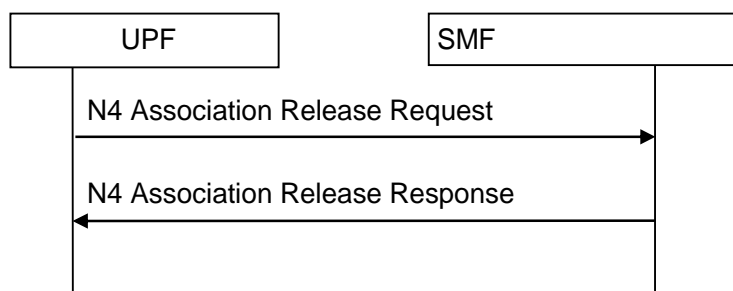 UPF
SMF
N4 Association Release Request
N4 Association Release Response